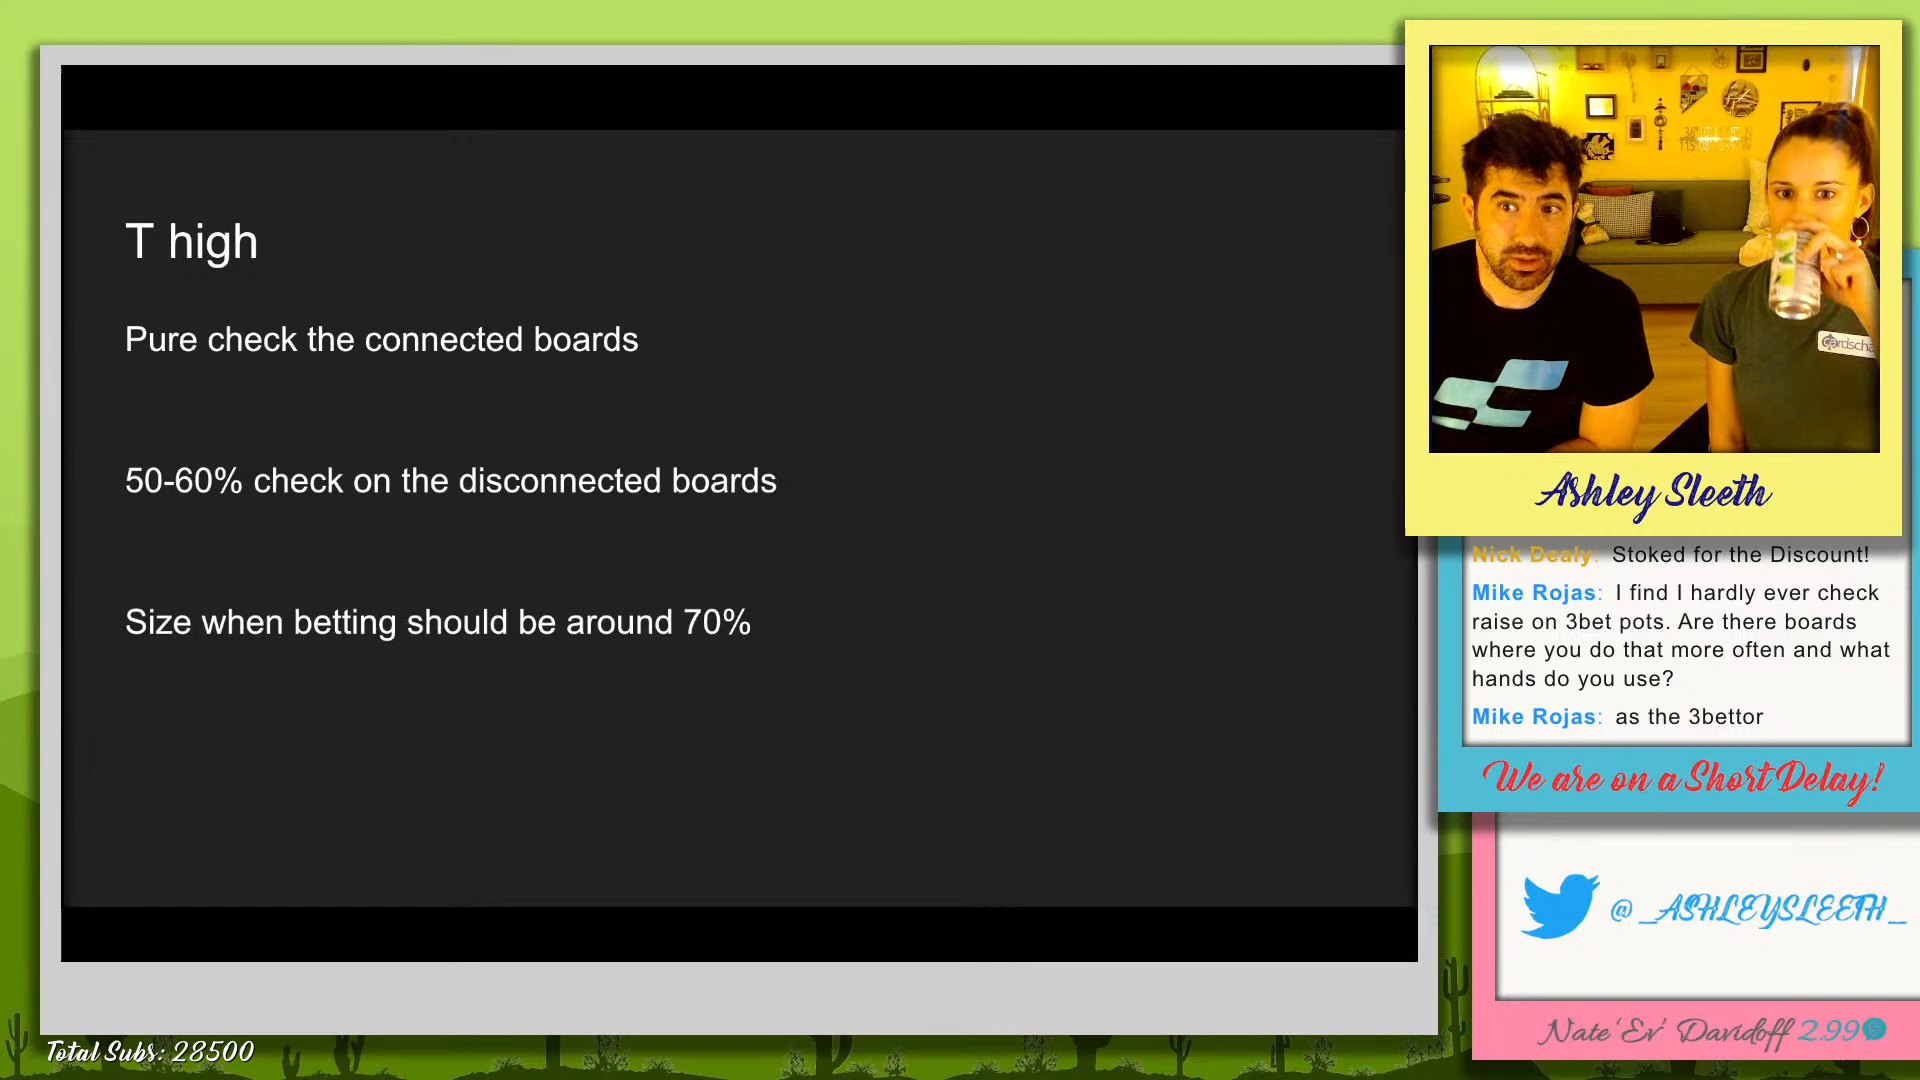 T high
Pure check the connected boards
50-60% check on the disconnected boards
Size when betting should be around 70%
Ashley Sleeth
Nick Dealy: Stoked for the Discount!
Mike Rojas: I find I hardly ever check
raise on 3bet pots. Are there boards
where you do that more often and what
hands do you use?
Mike Rojas: as the 3bettor
We are on a Short Delay!
@_ASHLEYSLEETH_
Nate 'Ev' Davidoff 2.99
Total Subs: 28500